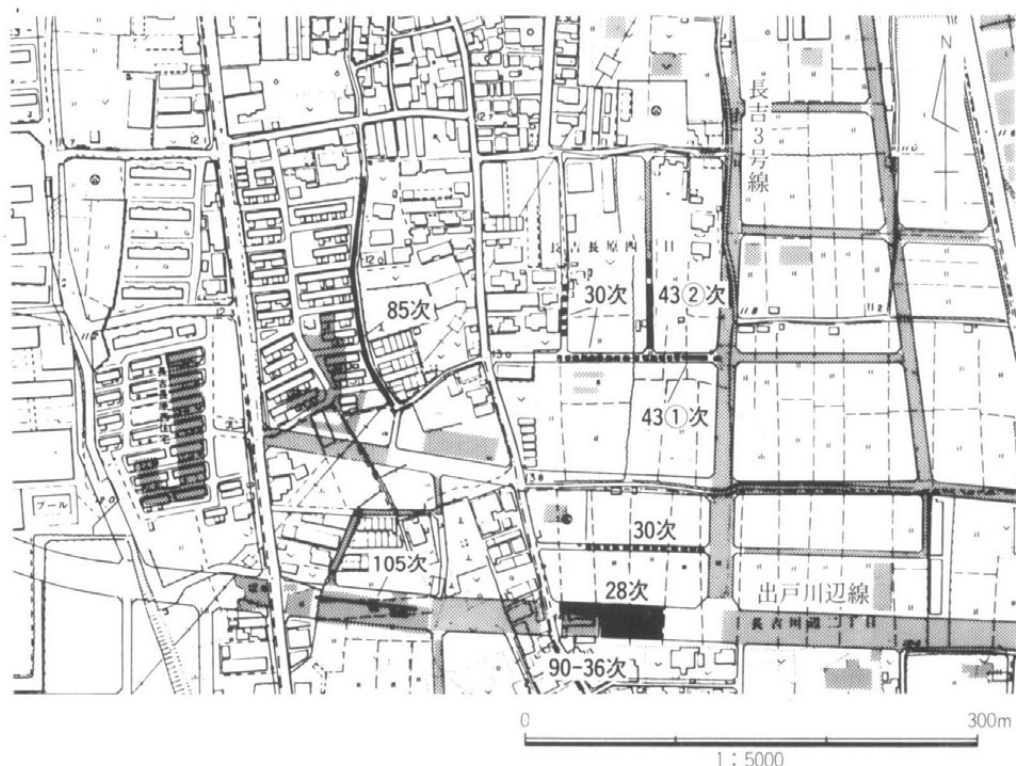 N
長吉3号線
長吉長原西
85次
30次
43②次
43①次
プール
30次
105次
28次
出戸川辺線
長吉川辺二丁目
90-36次
0
300m
1:5000